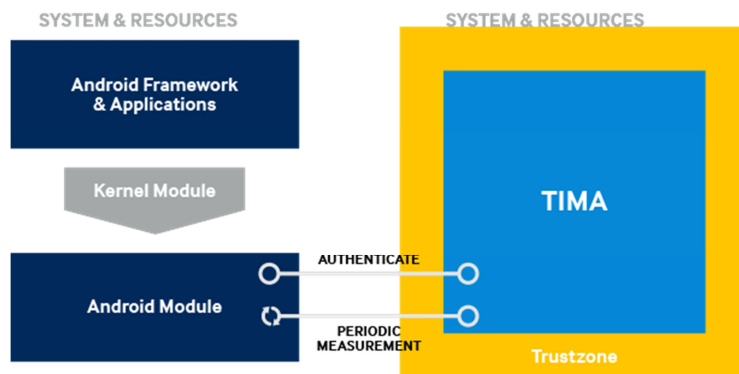 SYSTEM & RESOURCES
SYSTEM & RESOURCES
Android Framework
& Applications
Kernel Module
TIMA
AUTHENTICATE
Android Module
PERIODIC
MEASUREMENT
Trustzone